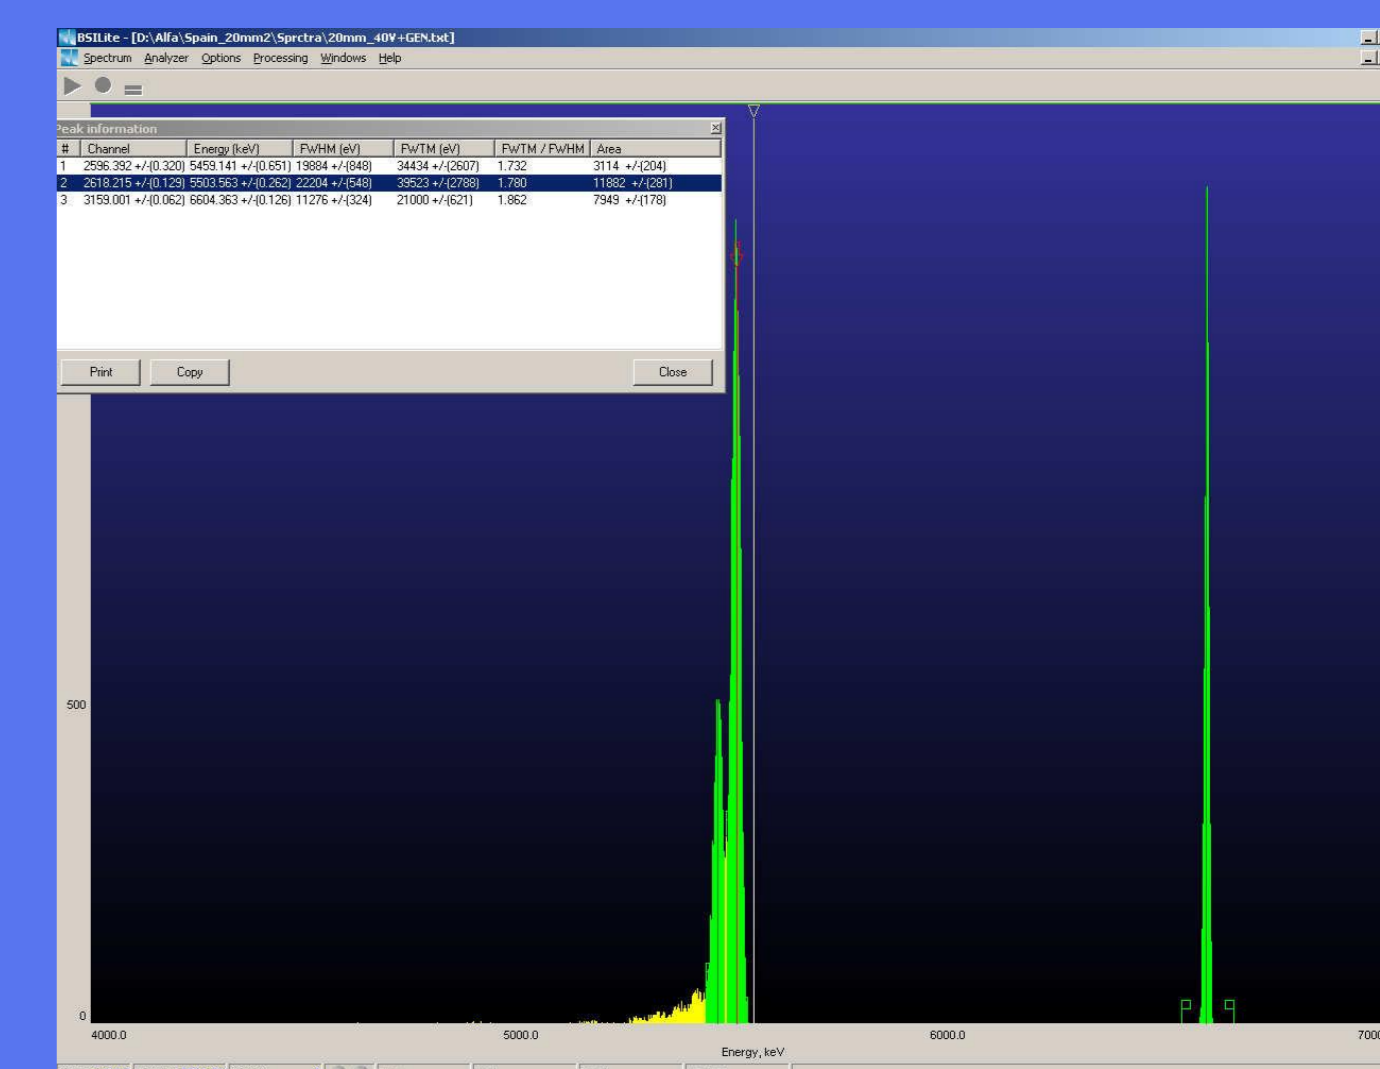 BSILite - [D:\Alfa\Spain_20mm2\Sprctra\20mm_40V+GEN.txt]
Spectrum Analyzer Options Processing Windows Help
Peak information
# Channel Energy (keV) FWHM (eV) FWTM (eV) FWTM / FWHM Area
1 2596.392 +/-(0.320) 5459.141 +/-(0.651) 19884 +/-(848) 34434 +/-(2607) 1.732 3114 +/-(204)
2 2618.215 +/-(0.129) 5503.563 +/-(0.262) 22204 +/-(548) 39523 +/-(2788) 1.780 11882 +/-(281)
3 3159.001 +/-(0.062) 6604.363 +/-(0.126) 11276 +/-(324) 21000 +/-(621) 1.862 7949 +/-(178)
Print Copy Close
500
0
4000.0 5000.0 6000.0 7000
Energy, keV